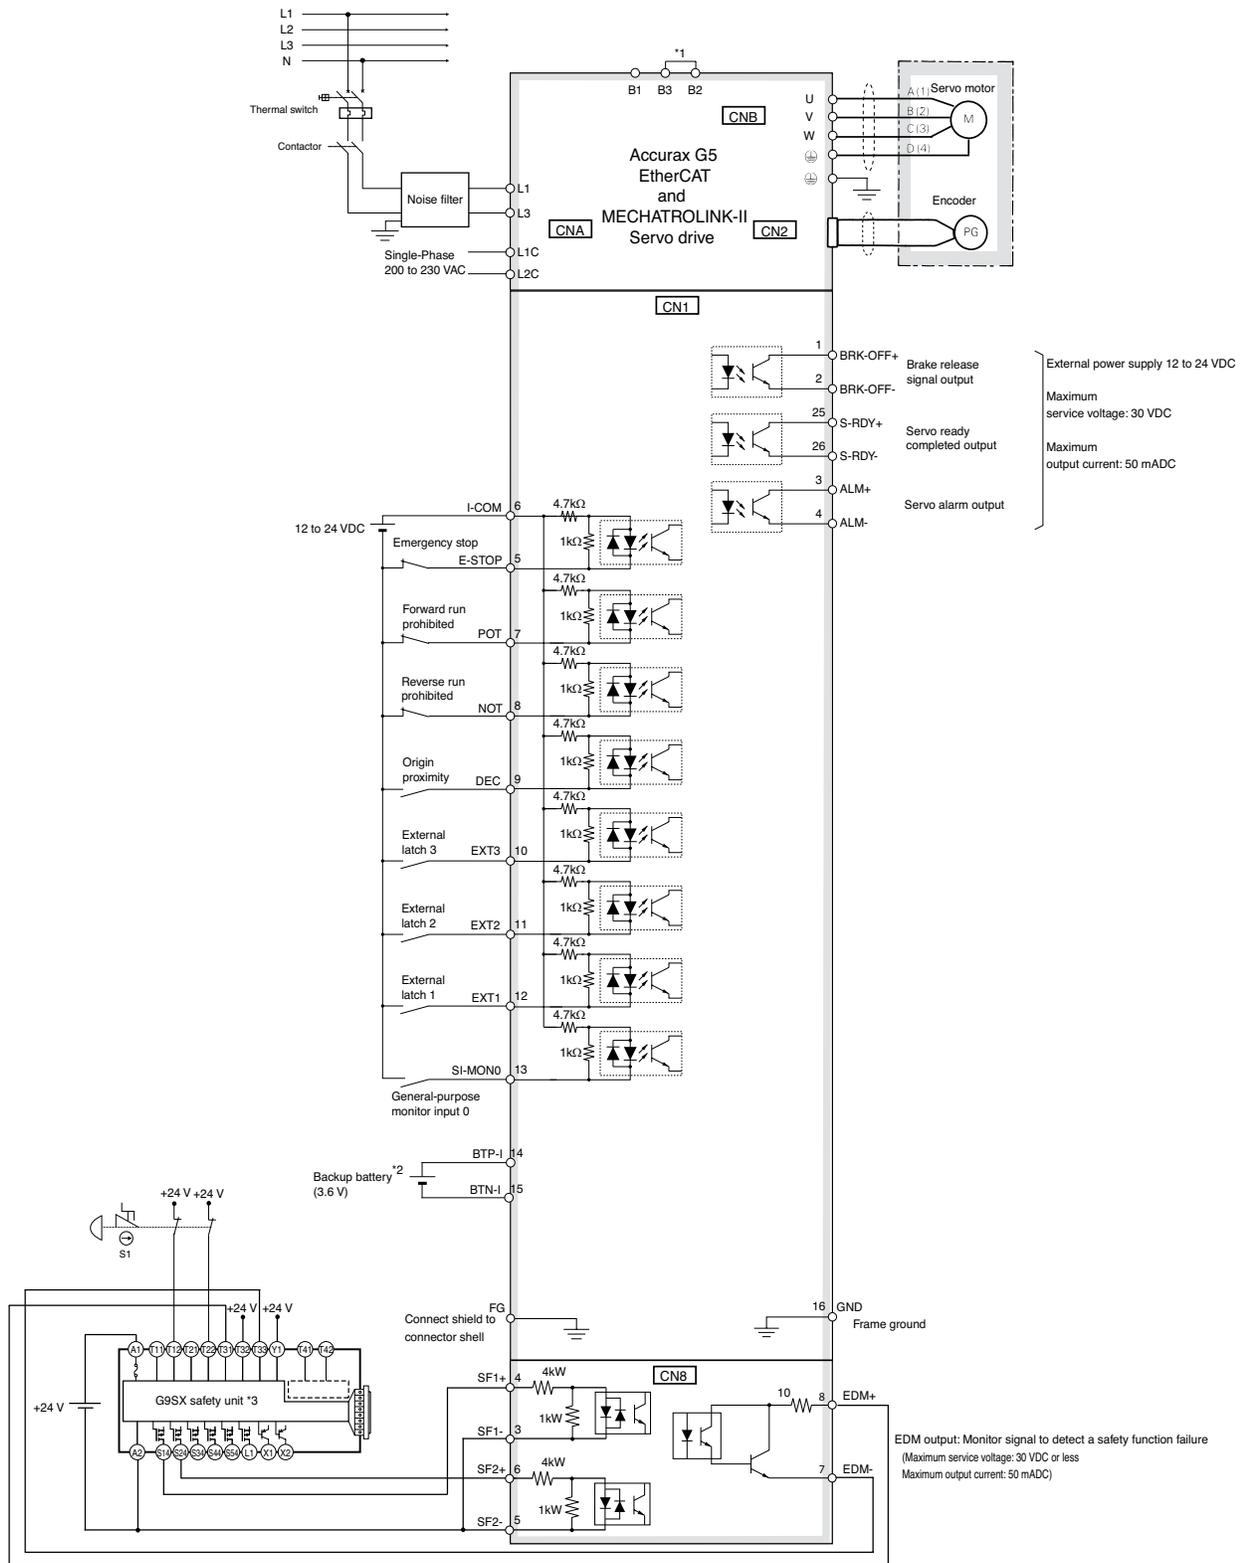 L1
L2
L3
N
Thermal switch
Contactor
Noise filter
L1
L3
Single-Phase
200 to 230 VAC
L1C
L2C
*1
B1
B3
B2
CNB
Accurax G5
EtherCAT
and
MECHATROLINK-II
Servo drive
CNA
CN2
U
V
W
A (1)
B (2)
C (3)
D (4)
Servo motor
M
Encoder
PG
CN1
1
BRK-OFF+
2
BRK-OFF-
Brake release
signal output
25
S-RDY+
26
S-RDY-
Servo ready
completed output
3
ALM+
4
ALM-
Servo alarm output
External power supply 12 to 24 VDC
Maximum
service voltage: 30 VDC
Maximum
output current: 50 mADC
12 to 24 VDC
I-COM
6
4.7kΩ
1kΩ
Emergency stop
E-STOP
5
4.7kΩ
1kΩ
Forward run
prohibited
POT
7
4.7kΩ
1kΩ
Reverse run
prohibited
NOT
8
4.7kΩ
1kΩ
Origin
proximity
DEC
9
4.7kΩ
1kΩ
External
latch 3
EXT3
10
4.7kΩ
1kΩ
External
latch 2
EXT2
11
4.7kΩ
1kΩ
External
latch 1
EXT1
12
4.7kΩ
1kΩ
SI-MON0
13
General-purpose
monitor input 0
BTP-I
14
Backup battery*2
(3.6 V)
BTN-I
15
+24 V
+24 V
S1
+24 V
+24 V
FG
Connect shield to
connector shell
16
GND
Frame ground
A1
T11
T12
T21
T22
T31
T32
T33
Y1
T41
T42
G9SX safety unit *3
+24 V
A2
S14
S24
S34
S44
S54
L1
X1
X2
CN8
SF1+
4
4kW
1kW
SF1-
3
SF2+
6
4kW
1kW
SF2-
5
10
8
EDM+
7
EDM-
EDM output: Monitor signal to detect a safety function failure
(Maximum service voltage: 30 VDC or less
Maximum output current: 50 mADC)